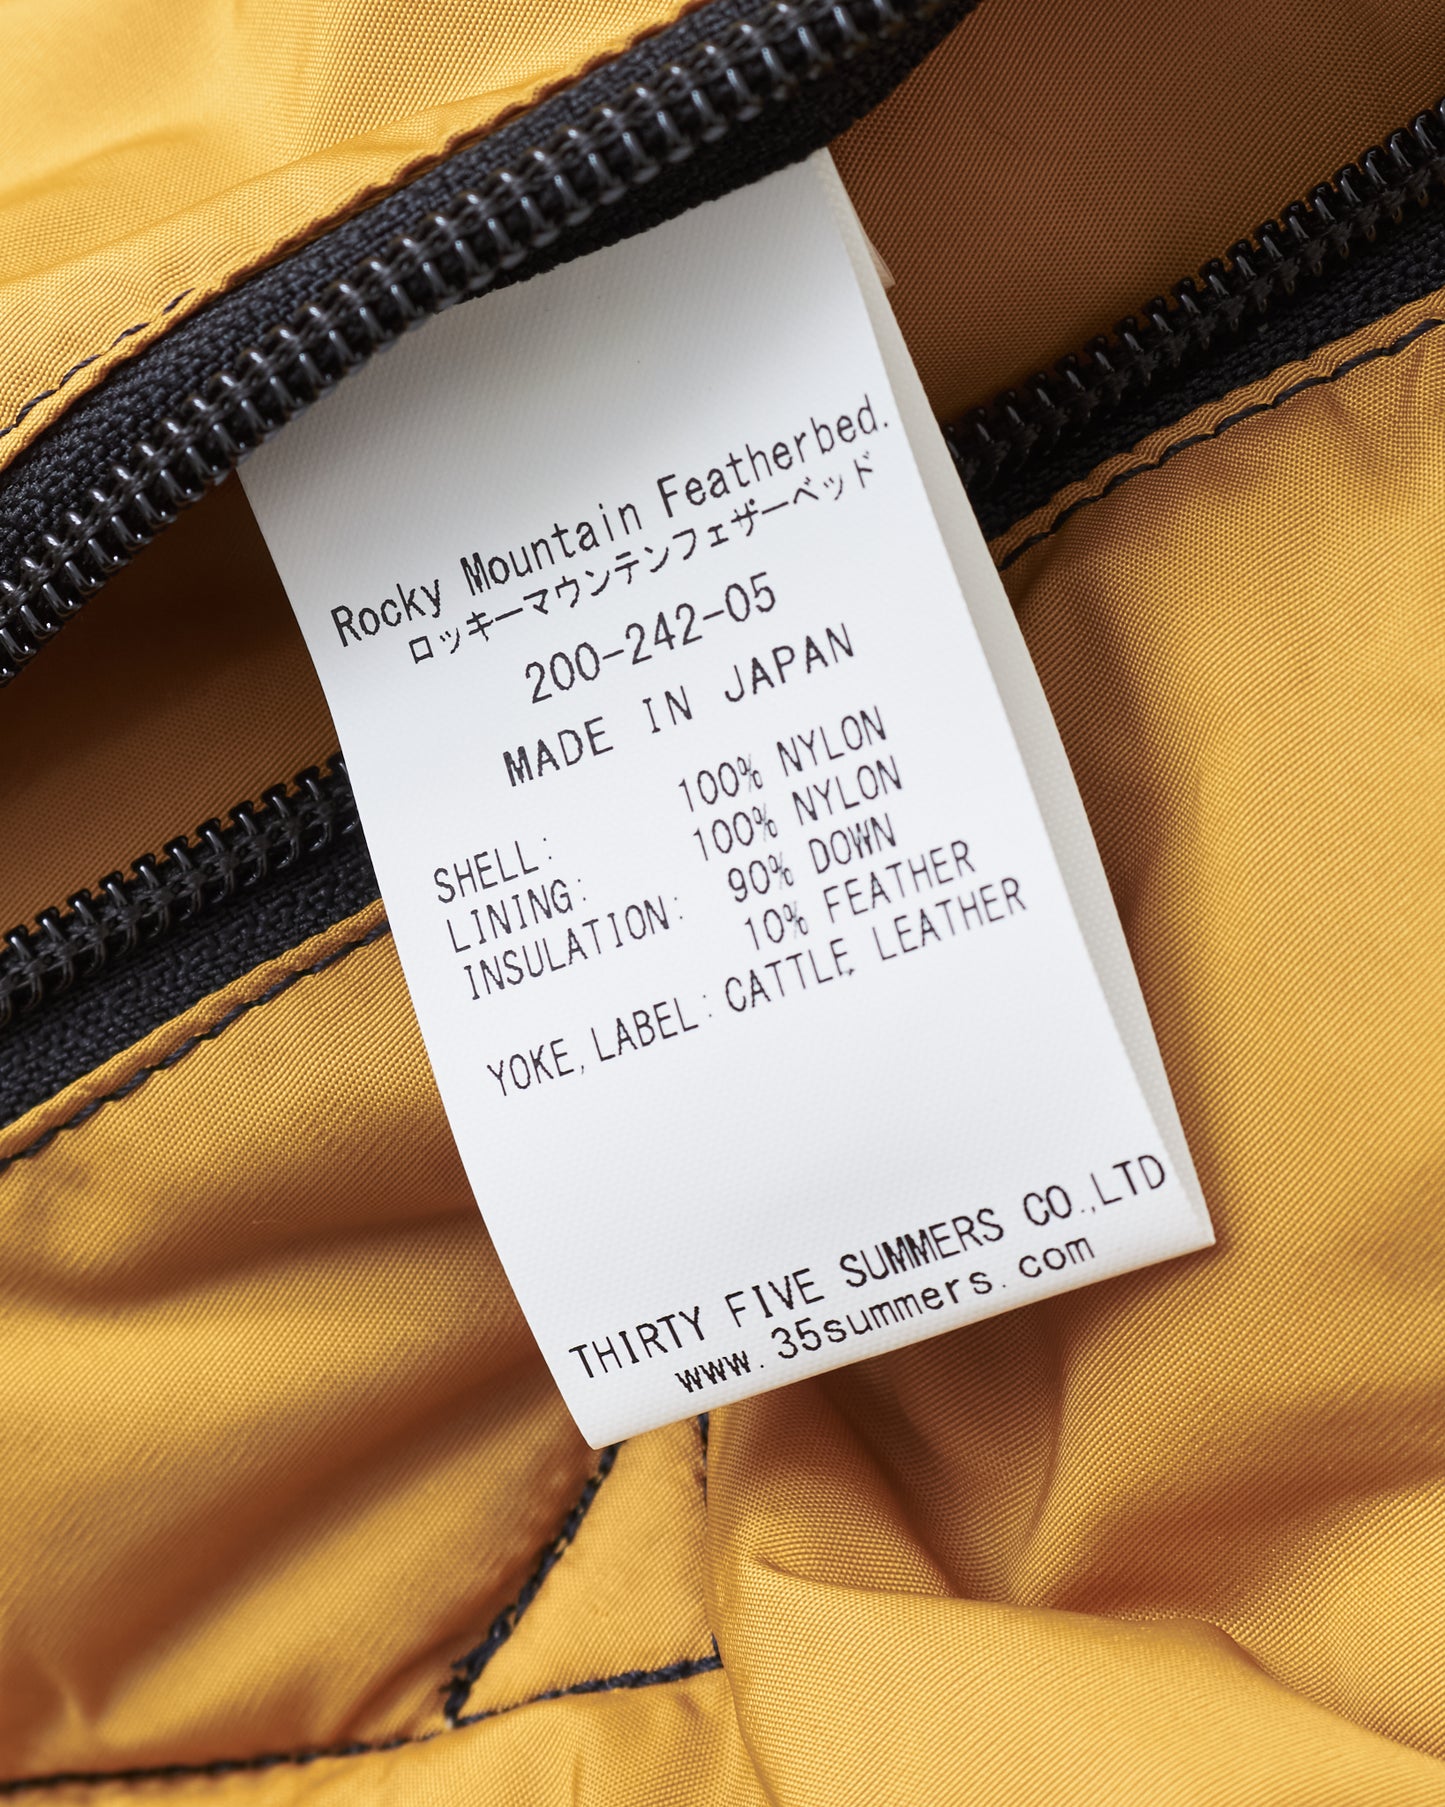 Rocky Mountain Featherbed.
ロッキーマウンテンフェザーベッド
200-242-05
MADE IN JAPAN
SHELL: 100% NYLON
LINING: 100% NYLON
INSULATION: 90% DOWN
10% FEATHER
YOKE, LABEL: CATTLE, LEATHER
THIRTY FIVE SUMMERS CO.,LTD
www.35summers.com